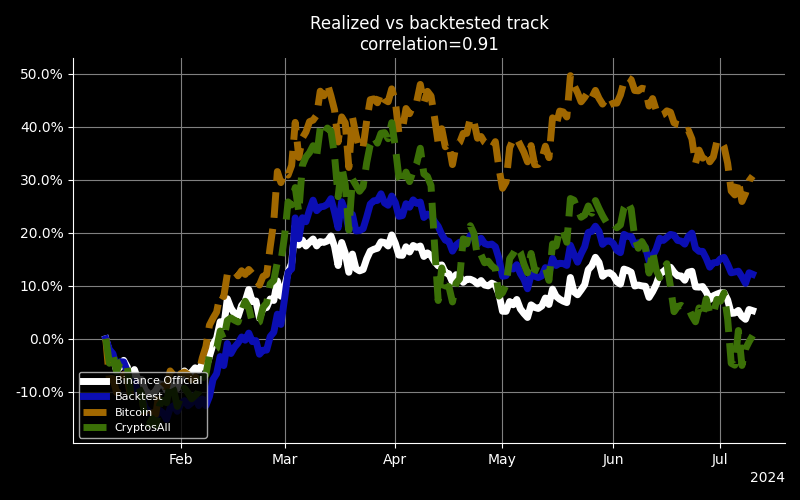 Realized vs backtested track
correlation=0.91
50.0%
40.0%
30.0%
20.0%
10.0%
0.0%
-10.0%
Binance Official
Backtest
Bitcoin
CryptosAll
Feb
Mar
Apr
May
Jun
Jul
2024